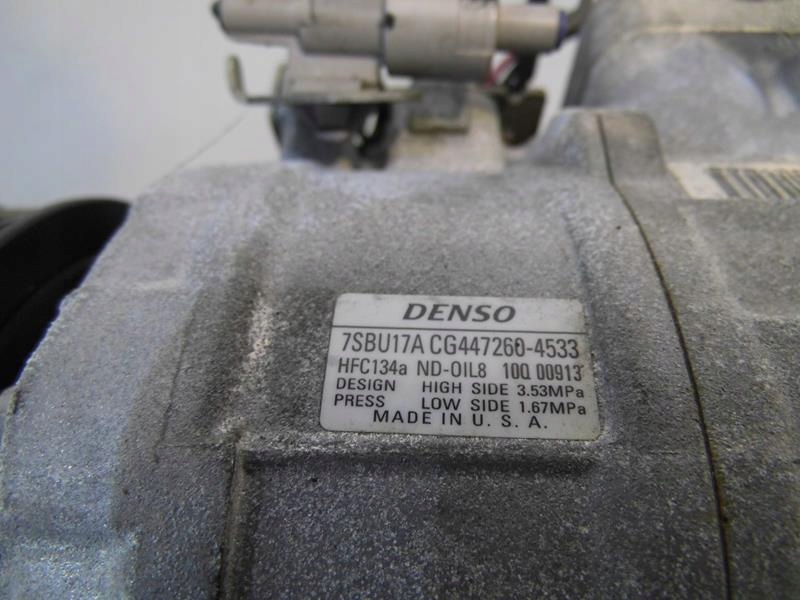 DENSO
7SBU17A CG447260-4533
HFC134a ND-OIL8 10Q 00913
DESIGN HIGH SIDE 3.53MPa
PRESS LOW SIDE 1.67MPa
MADE IN U. S. A.